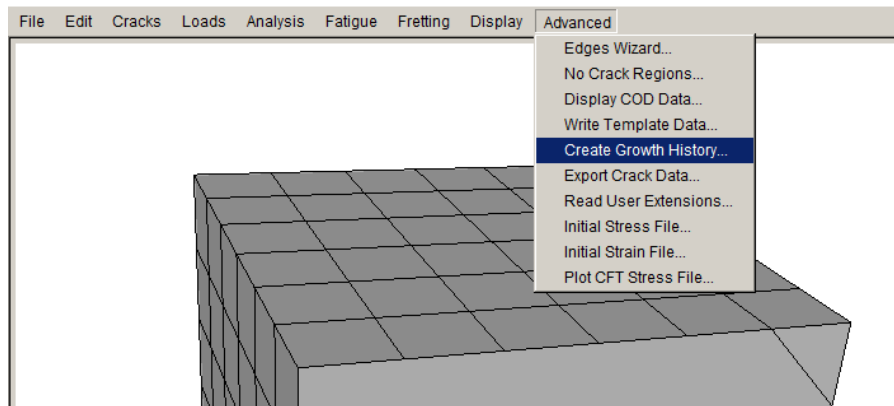 File Edit Cracks Loads Analysis Fatigue Fretting Display Advanced
Edges Wizard...
No Crack Regions...
Display COD Data...
Write Template Data...
Create Growth History...
Export Crack Data...
Read User Extensions...
Initial Stress File...
Initial Strain File...
Plot CFT Stress File...